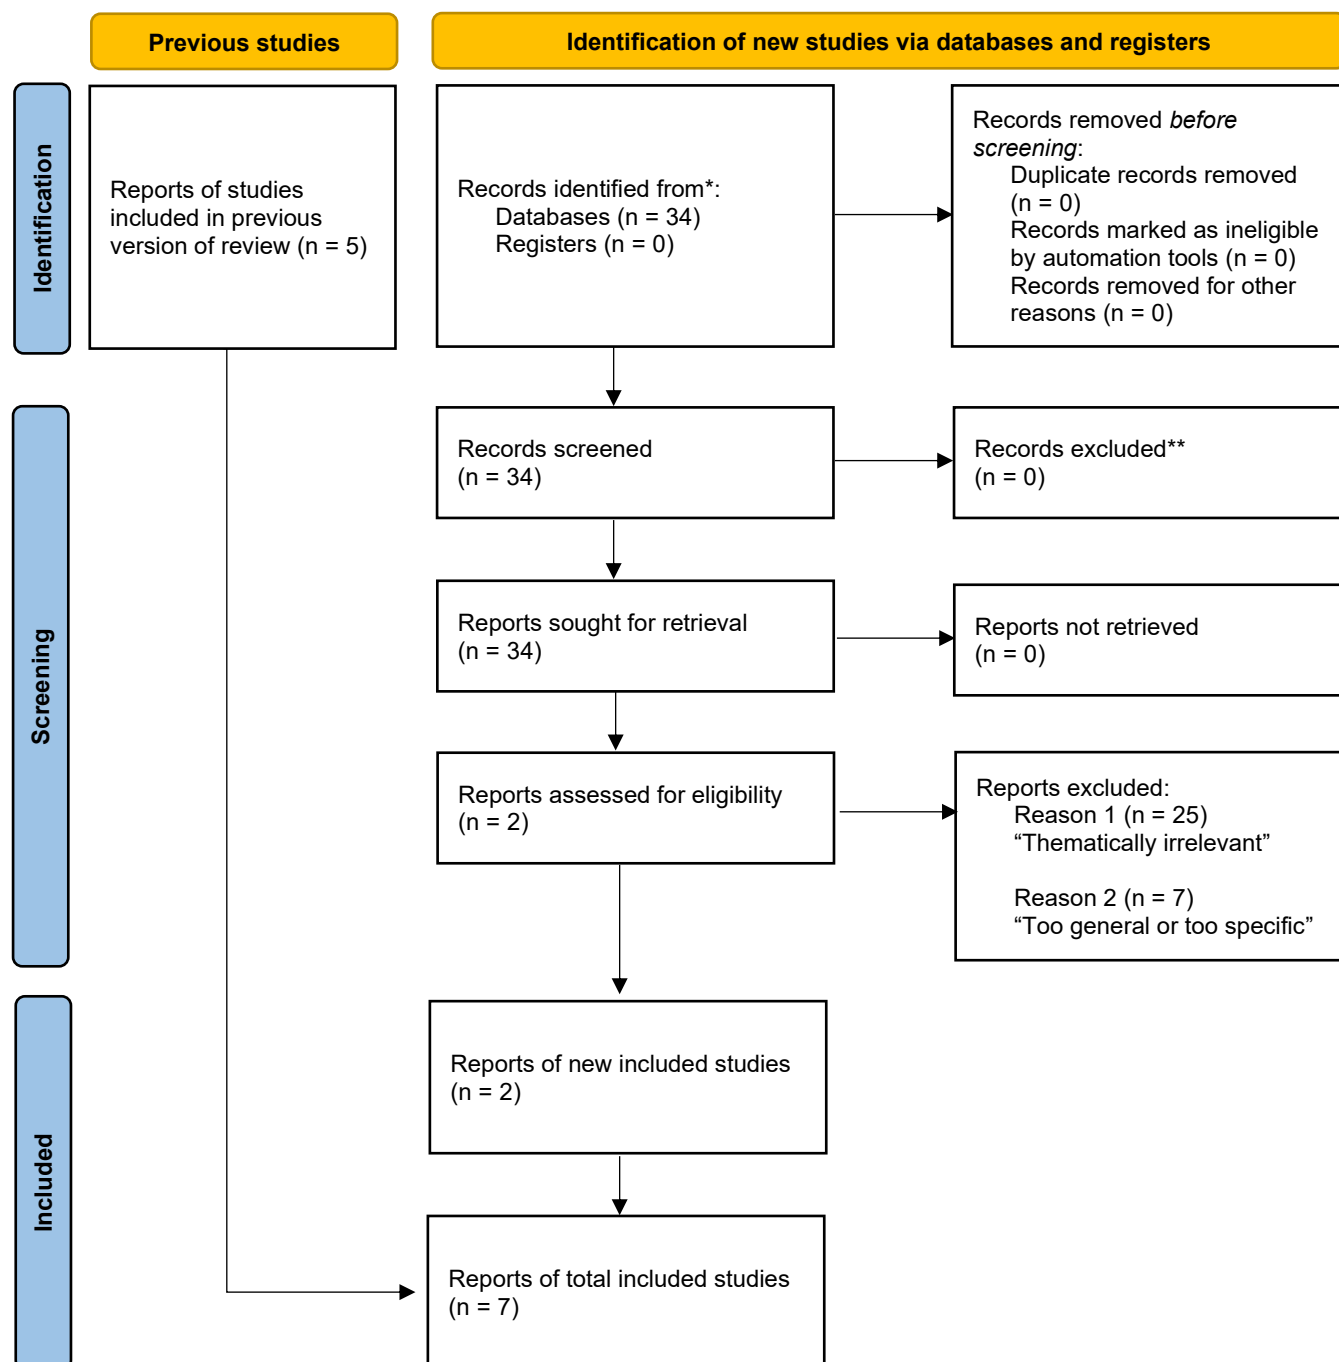 Previous studies
Identification of new studies via databases and registers
Identification
Reports of studies
included in previous
version of review (n = 5)
Records identified from*:
Databases (n = 34)
Registers (n = 0)
Records removed before
screening:
Duplicate records removed
(n = 0)
Records marked as ineligible
by automation tools (n = 0)
Records removed for other
reasons (n = 0)
Screening
Records screened
(n = 34)
Records excluded**
(n = 0)
Reports sought for retrieval
(n = 34)
Reports not retrieved
(n = 0)
Reports assessed for eligibility
(n = 2)
Reports excluded:
Reason 1 (n = 25)
“Thematically irrelevant”
Reason 2 (n = 7)
“Too general or too specific”
Included
Reports of new included studies
(n = 2)
Reports of total included studies
(n = 7)